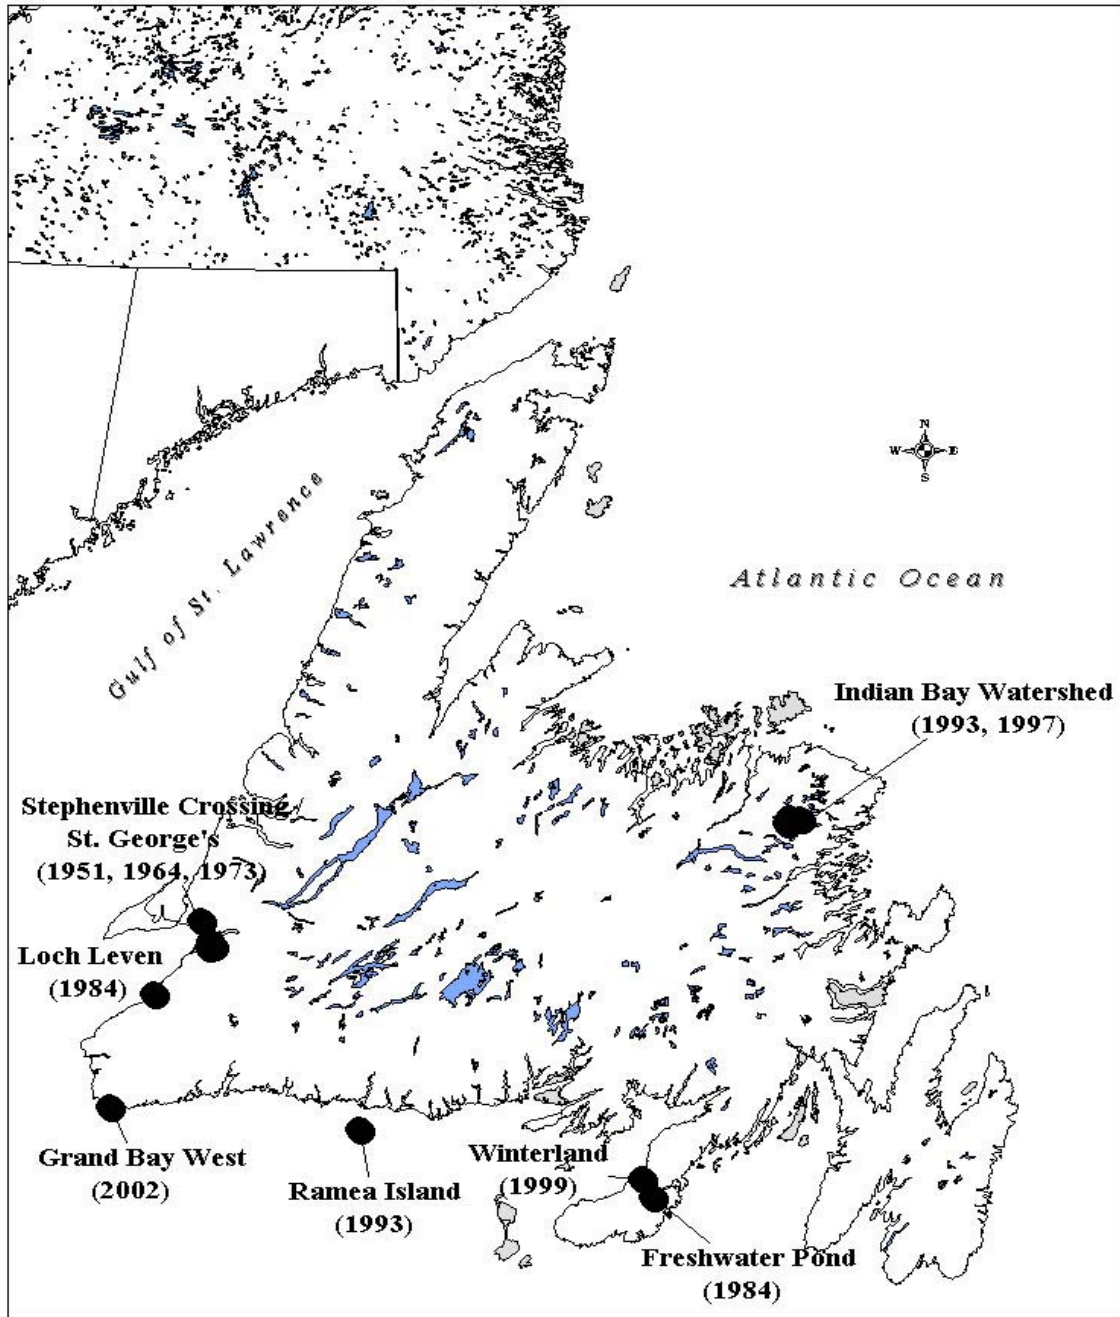 N
W E
S
Gulf of St. Lawrence
Atlantic Ocean
Indian Bay Watershed
(1993, 1997)
Stephenville Crossing,
St. George's
(1951, 1964, 1973)
Loch Leven
(1984)
Grand Bay West
(2002)
Ramea Island
(1993)
Winterland
(1999)
Freshwater Pond
(1984)